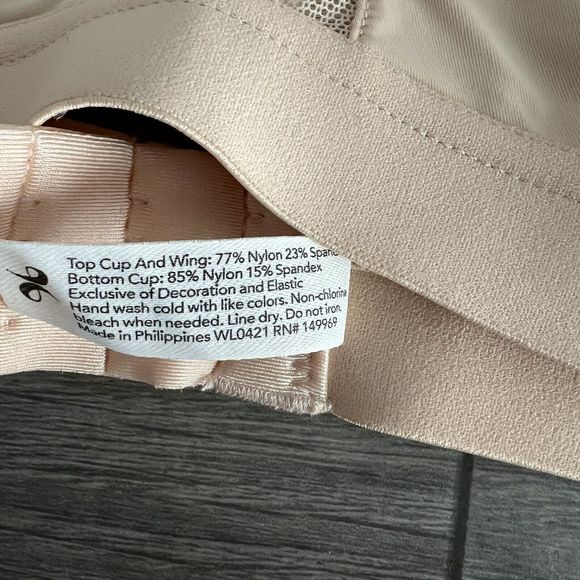 Top Cup And Wing: 77% Nylon 23%
Bottom Cup: 85% Nylon 15% Spandex
Exclusive of Decoration and Elastic
Hand wash cold with like colors. Non-chlorine
bleach when needed. Line dry. Do not iron.
Made in Philippines WL0421 RN# 149969